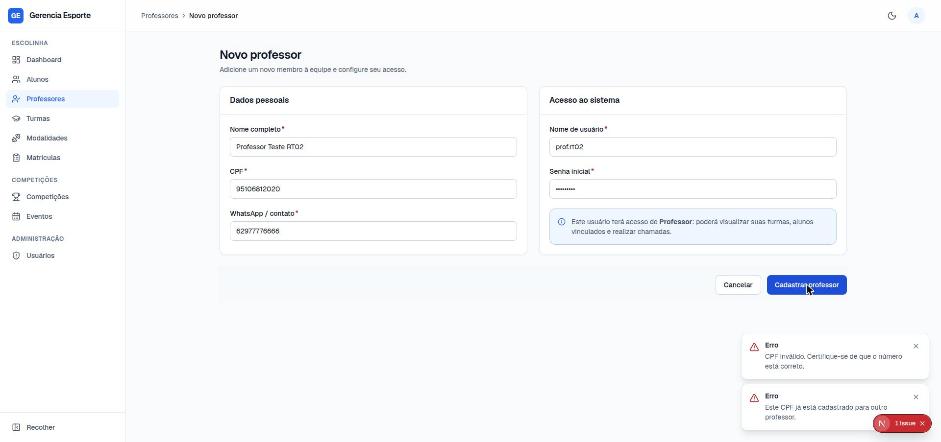 GE Gerencia Esporte
Professores > Novo professor
A
ESCOLINHA
Dashboard
Alunos
Professores
Turmas
Modalidades
Matrículas
COMPETIÇÕES
Competições
Eventos
ADMINISTRAÇÃO
Usuários
Recolher
Novo professor
Adicione um novo membro à equipe e configure seu acesso.
Dados pessoais
Nome completo*
Professor Teste RT02
CPF*
95106812020
WhatsApp / contato*
62977776666
Acesso ao sistema
Nome de usuário*
prof.rt02
Senha inicial*
•••••••••
Este usuário terá acesso de Professor: poderá visualizar suas turmas, alunos
vinculados e realizar chamadas.
Cancelar
Cadastrar professor
Erro
CPF inválido. Certifique-se de que o número
está correto.
Erro
Este CPF já está cadastrado para outro
professor.
N 1 Issue